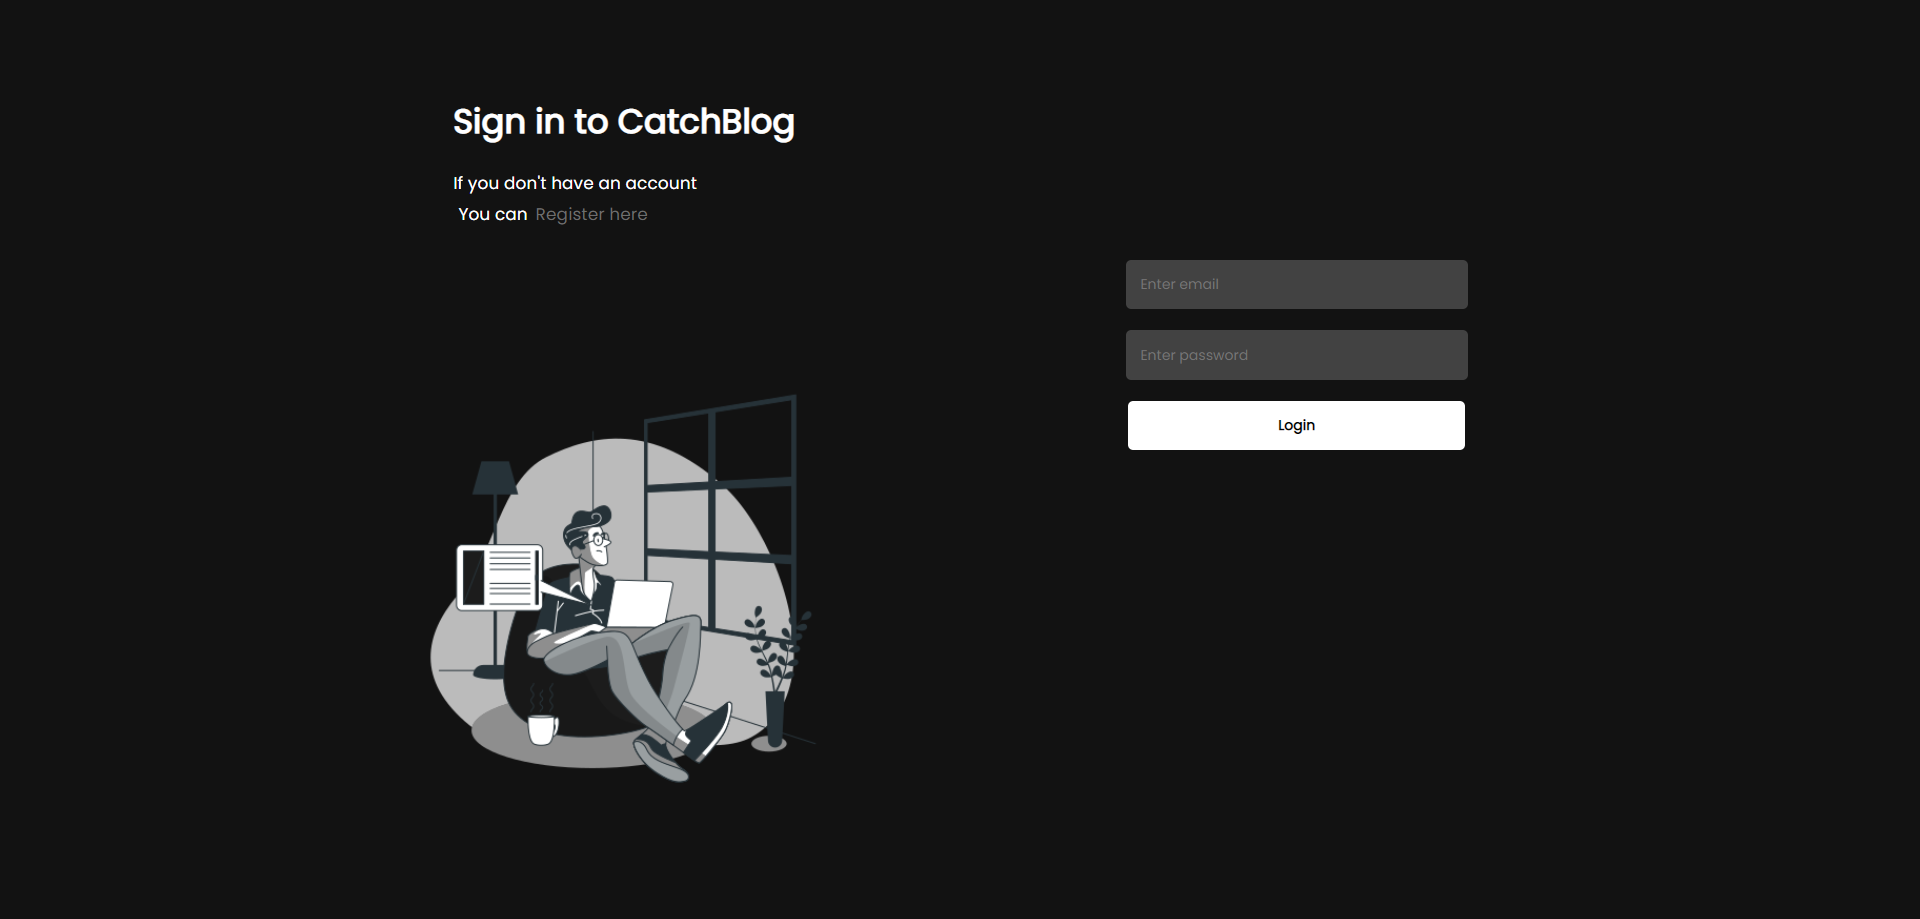 Sign in to CatchBlog
If you don't have an account
You can Register here
Enter email
Enter password
Login